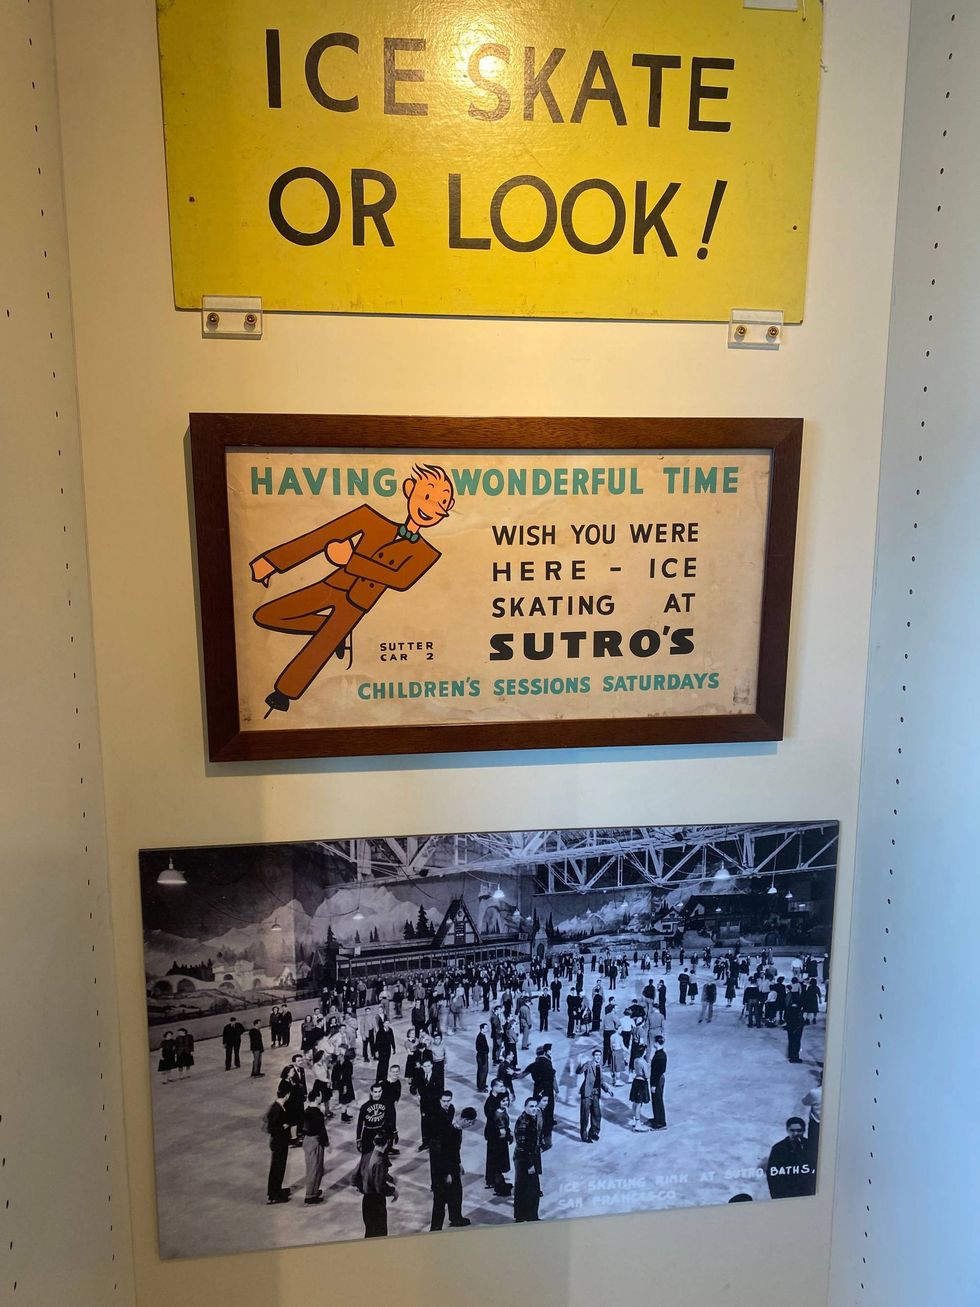 ICE SKATE
OR LOOK!
HAVING WONDERFUL TIME
WISH YOU WERE
HERE - ICE
SKATING AT
SUTRO'S
SUTTER
CAR 2
CHILDREN'S SESSIONS SATURDAYS
SUTRO
ICE SKATING RINK AT SUTRO BATHS,
SAN FRANCISCO